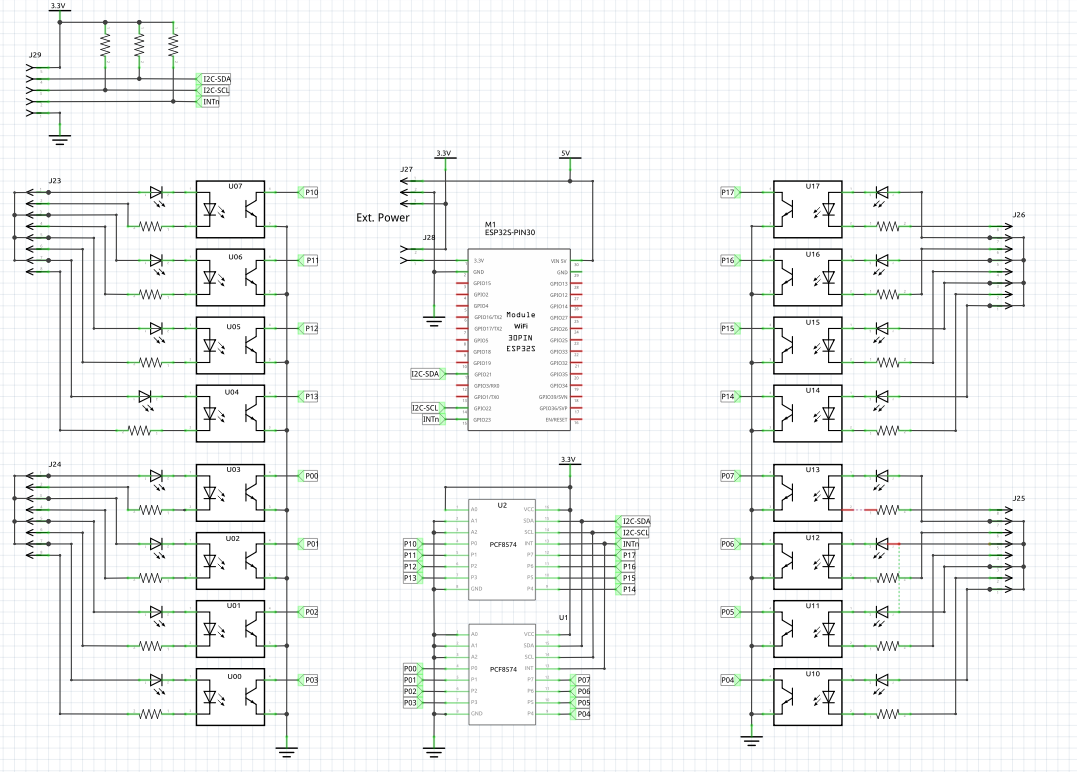 3.3V
J29
I2C-SDA
I2C-SCL
INTn
3.3V
5V
J27
J23
U07
P10
U17
P17
Ext. Power
J26
M1
ESP32S-PIN30
J28
U06
P11
U16
P16
3.3V
VIN 5V
GND
GND
GPIO15
GPIO13
GPIO2
GPIO12
GPIO4
GPIO14
GPIO16/TX2
GPIO27
GPIO17/TX2
GPIO26
GPIO5
GPIO25
GPIO18
GPIO33
GPIO19
GPIO32
GPIO21
GPIO35
GPIO3/RX0
GPIO34
GPIO1/TX0
GPIO39/SVN
GPIO22
GPIO36/SVP
GPIO23
EN/RESET
Module
WiFi
30PIN
ESP32S
I2C-SDA
I2C-SCL
INTn
U05
P12
U15
P15
U04
P13
U14
P14
J24
U03
P00
U13
P07
J25
3.3V
U2
PCF8574
A0
VCC
A1
SDA
I2C-SDA
A2
SCL
I2C-SCL
P10
P0
INT
INTn
P11
P1
P7
P17
P12
P2
P6
P16
P13
P3
P5
P15
GND
P4
P14
U02
P01
U12
P06
U01
P02
U11
P05
U1
PCF8574
A0
VCC
A1
SDA
A2
SCL
P00
P0
INT
P01
P1
P7
P07
P02
P2
P6
P06
P03
P3
P5
P05
GND
P4
P04
U00
P03
U10
P04